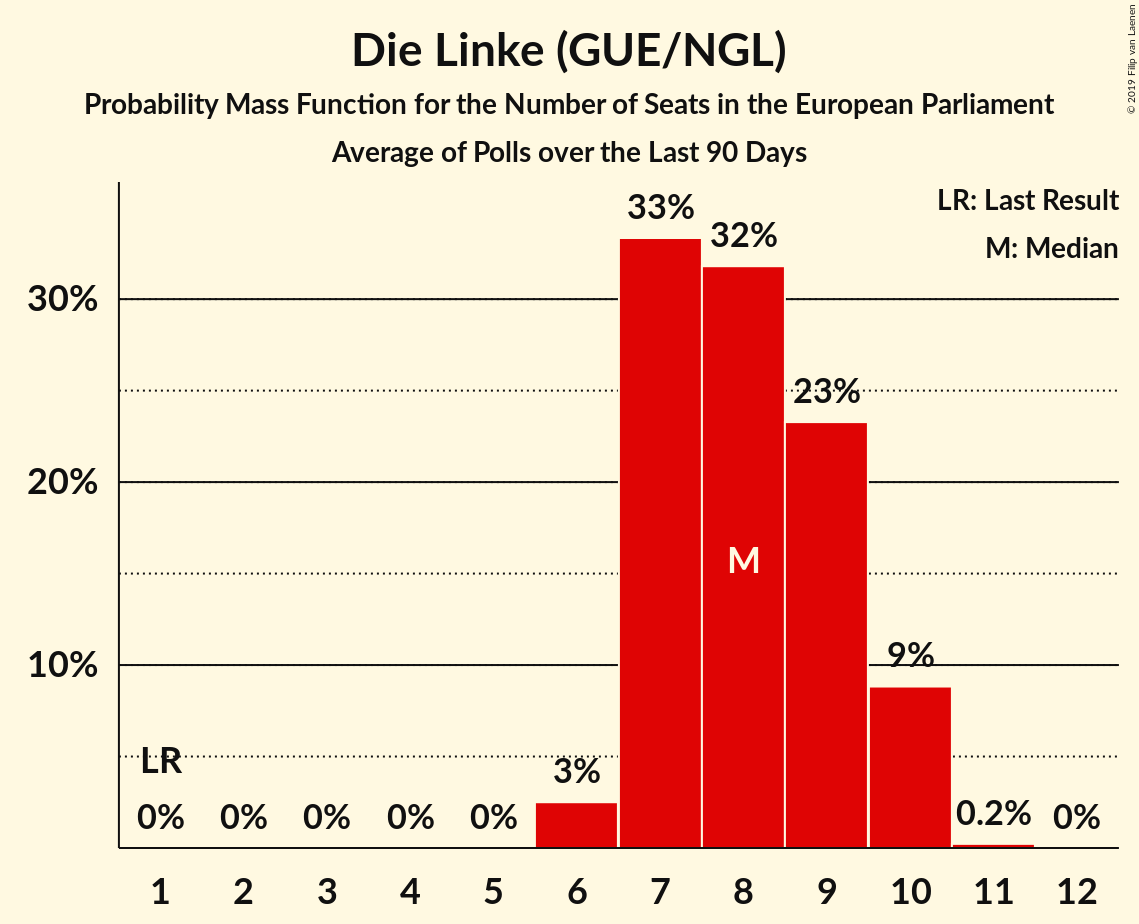 Die Linke (GUE/NGL)
Probability Mass Function for the Number of Seats in the European Parliament
Average of Polls over the Last 90 Days
© 2019 Filip van Laenen
LR: Last Result
M: Median
33%
32%
30%
23%
20%
M
10%
9%
LR
3%
0% 0% 0% 0% 0% 0.2% 0%
1 2 3 4 5 6 7 8 9 10 11 12